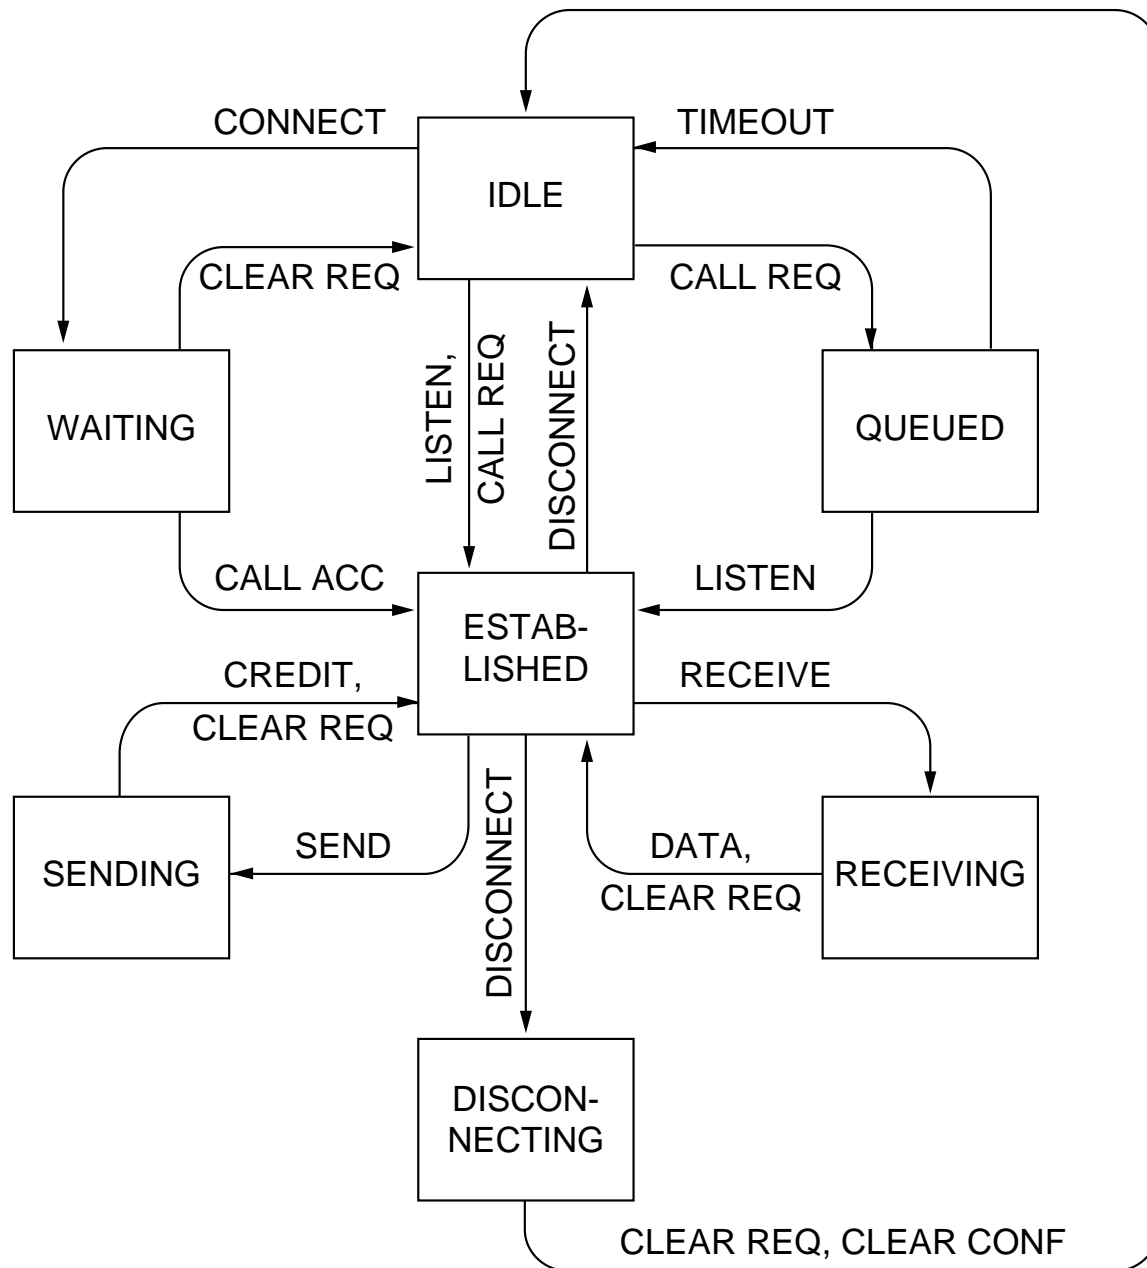 CONNECT
TIMEOUT
IDLE
CLEAR REQ
CALL REQ
LISTEN,
CALL REQ
DISCONNECT
WAITING
QUEUED
CALL ACC
LISTEN
ESTAB-
LISHED
CREDIT,
CLEAR REQ
RECEIVE
SEND
DISCONNECT
DATA,
CLEAR REQ
SENDING
RECEIVING
DISCON-
NECTING
CLEAR REQ, CLEAR CONF